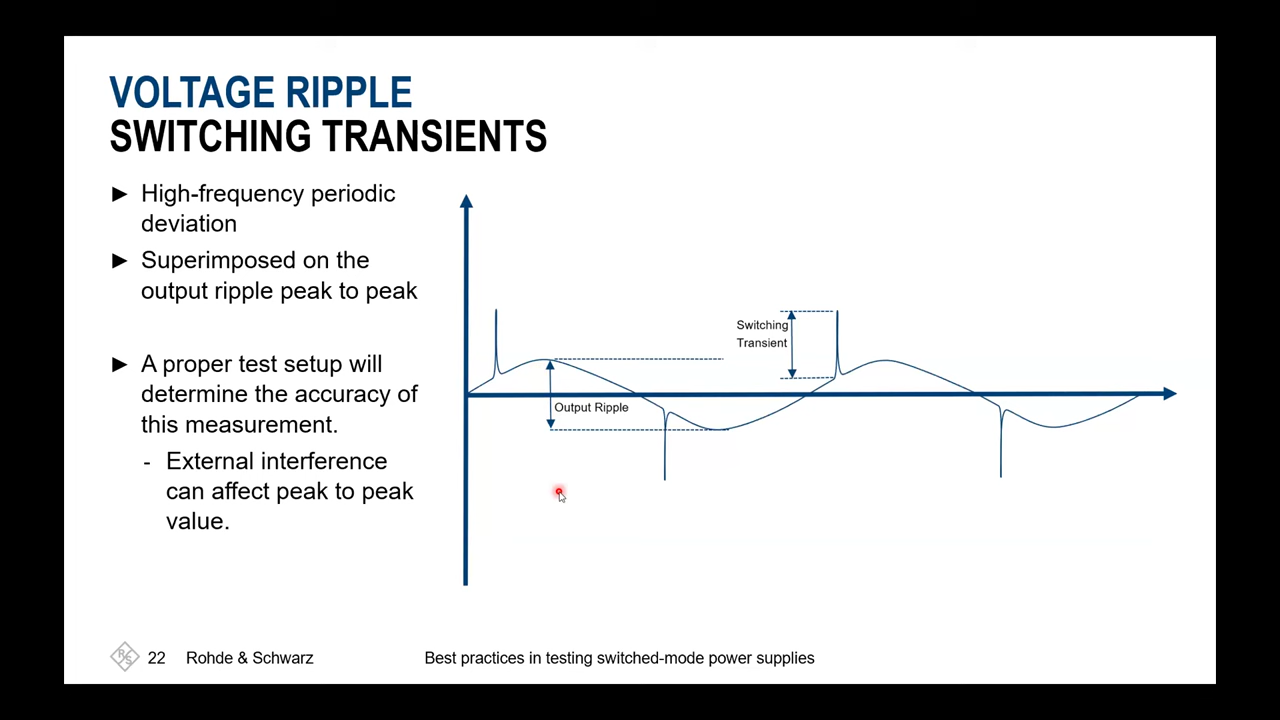 VOLTAGE RIPPLE
SWITCHING TRANSIENTS
► High-frequency periodic
deviation
► Superimposed on the
output ripple peak to peak
► A proper test setup will
determine the accuracy of
this measurement.
- External interference
can affect peak to peak
value.
Switching
Transient
Output Ripple
R&S
22 Rohde & Schwarz Best practices in testing switched-mode power supplies